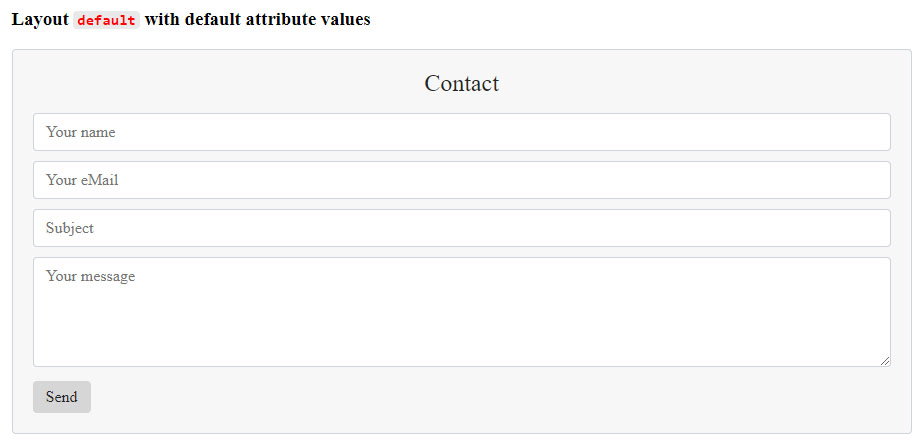 Layout default with default attribute values
Contact
Your name
Your eMail
Subject
Your message
Send